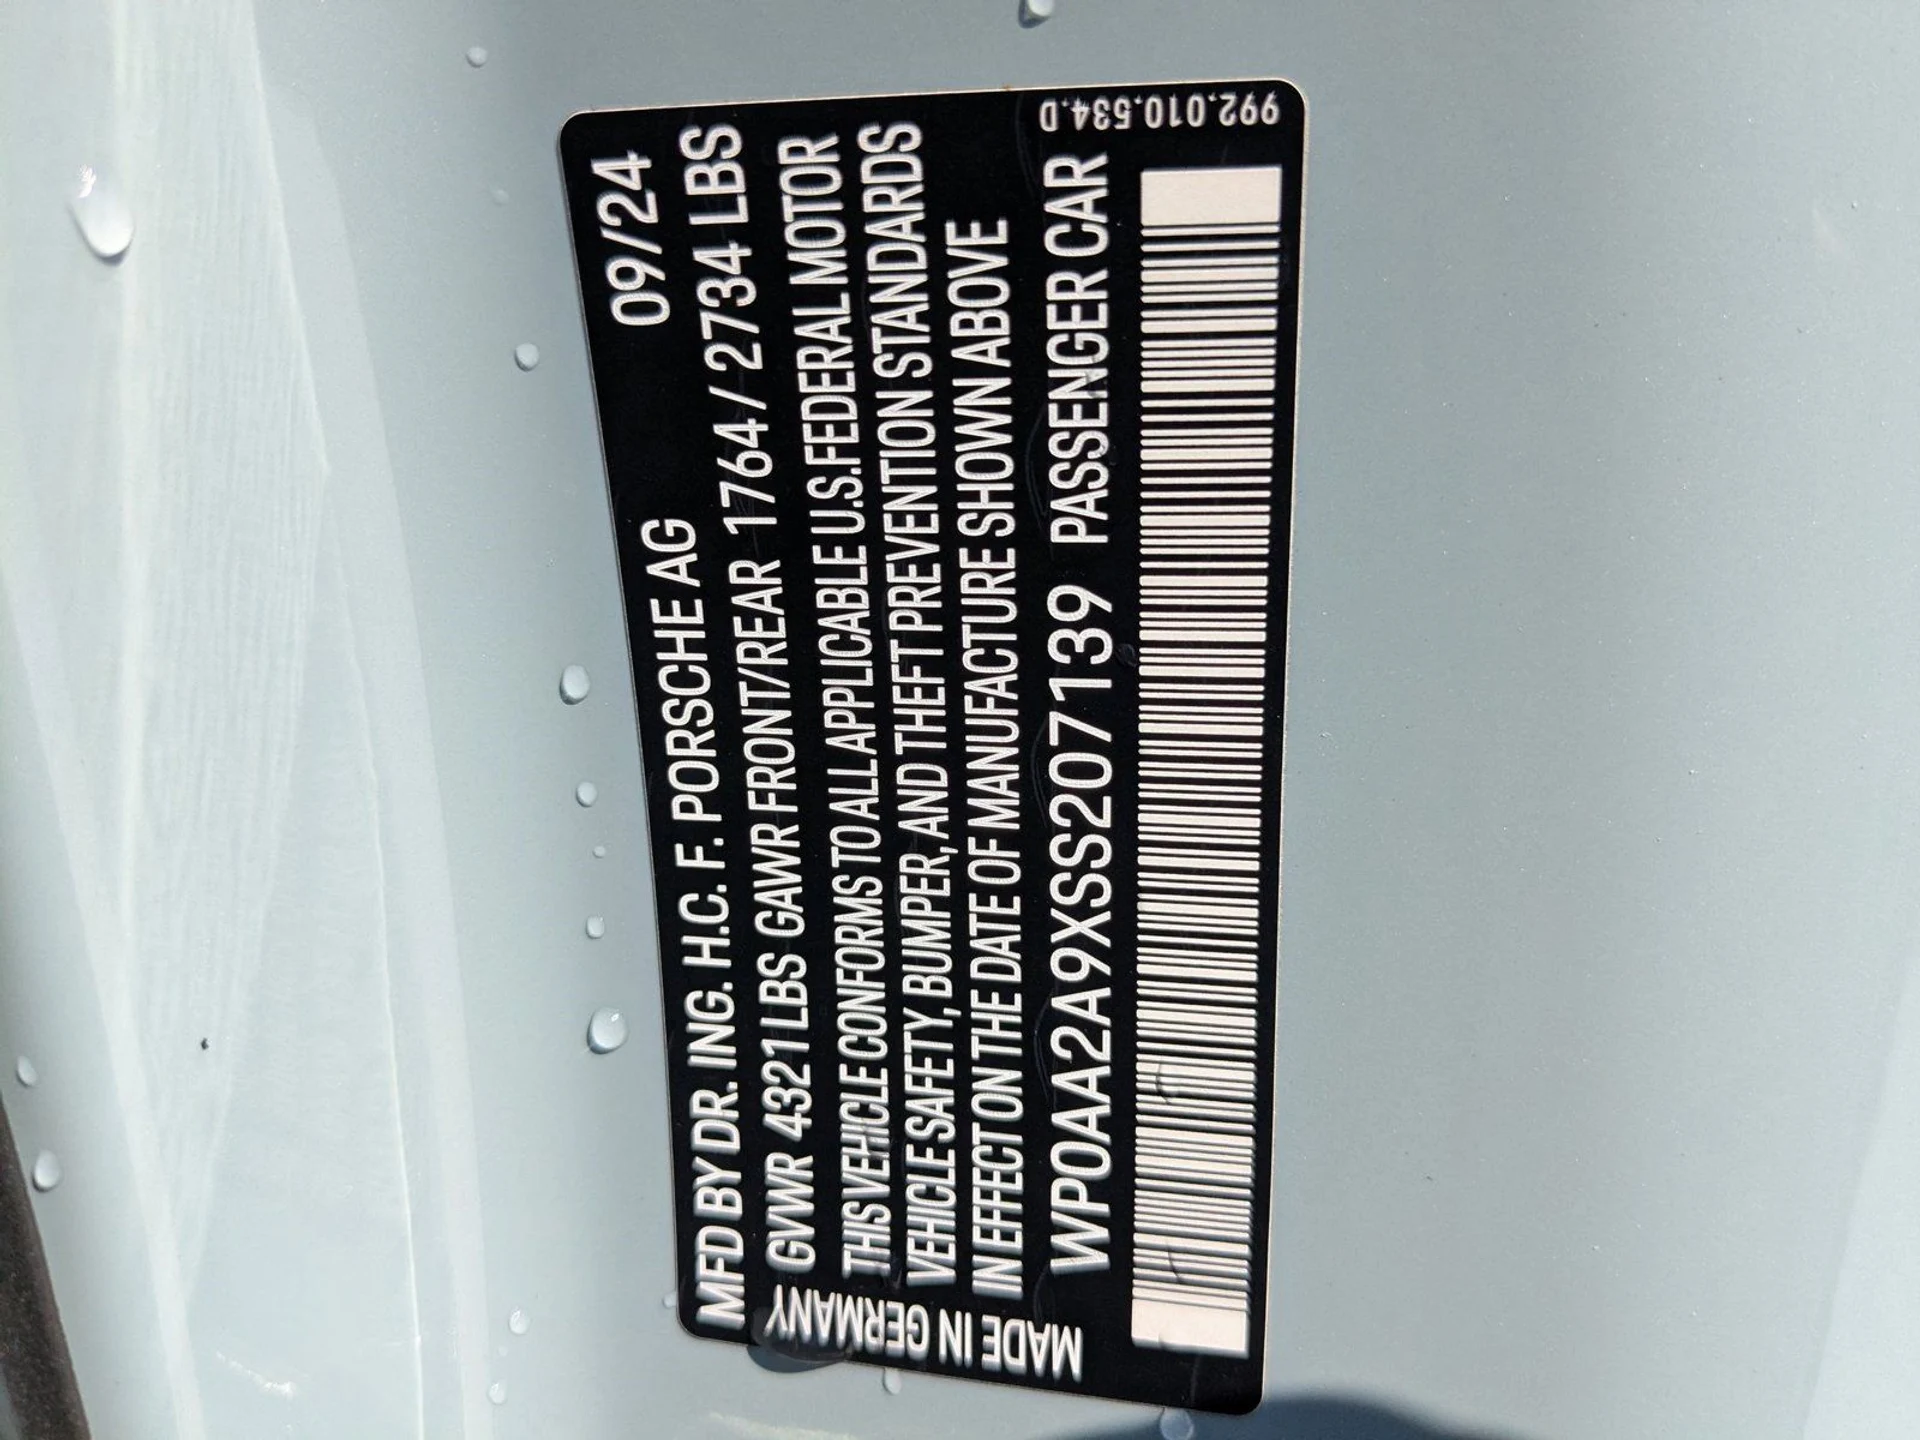 MFD BY DR. ING. H.C. F. PORSCHE AG 09/24
GVWR 4321 LBS GAWR FRONT/REAR 1764 / 2734 LBS
THIS VEHICLE CONFORMS TO ALL APPLICABLE U.S. FEDERAL MOTOR
VEHICLE SAFETY, BUMPER, AND THEFT PREVENTION STANDARDS
IN EFFECT ON THE DATE OF MANUFACTURE SHOWN ABOVE
WP0AA2A9XSS207139 PASSENGER CAR
MADE IN GERMANY
992.010.534.D